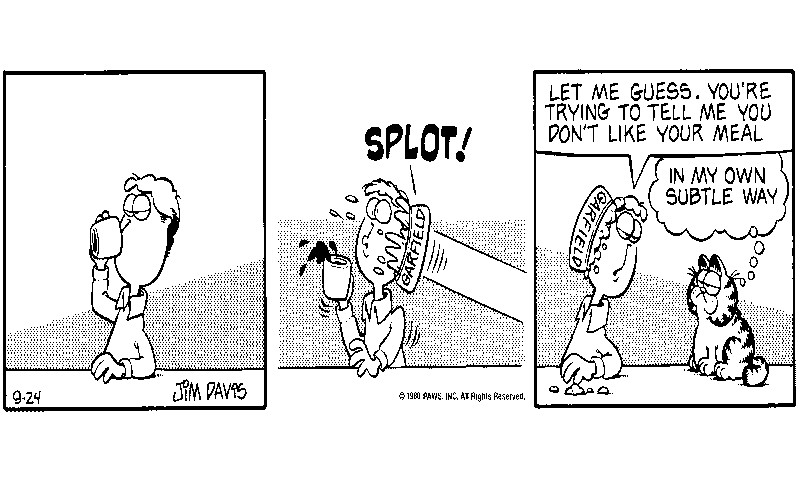 9-24
JIM DAVIS
SPLOT!
GARFIELD
© 1980 PAWS, INC. All Rights Reserved.
LET ME GUESS. YOU'RE
TRYING TO TELL ME YOU
DON'T LIKE YOUR MEAL
GARFIELD
IN MY OWN
SUBTLE WAY